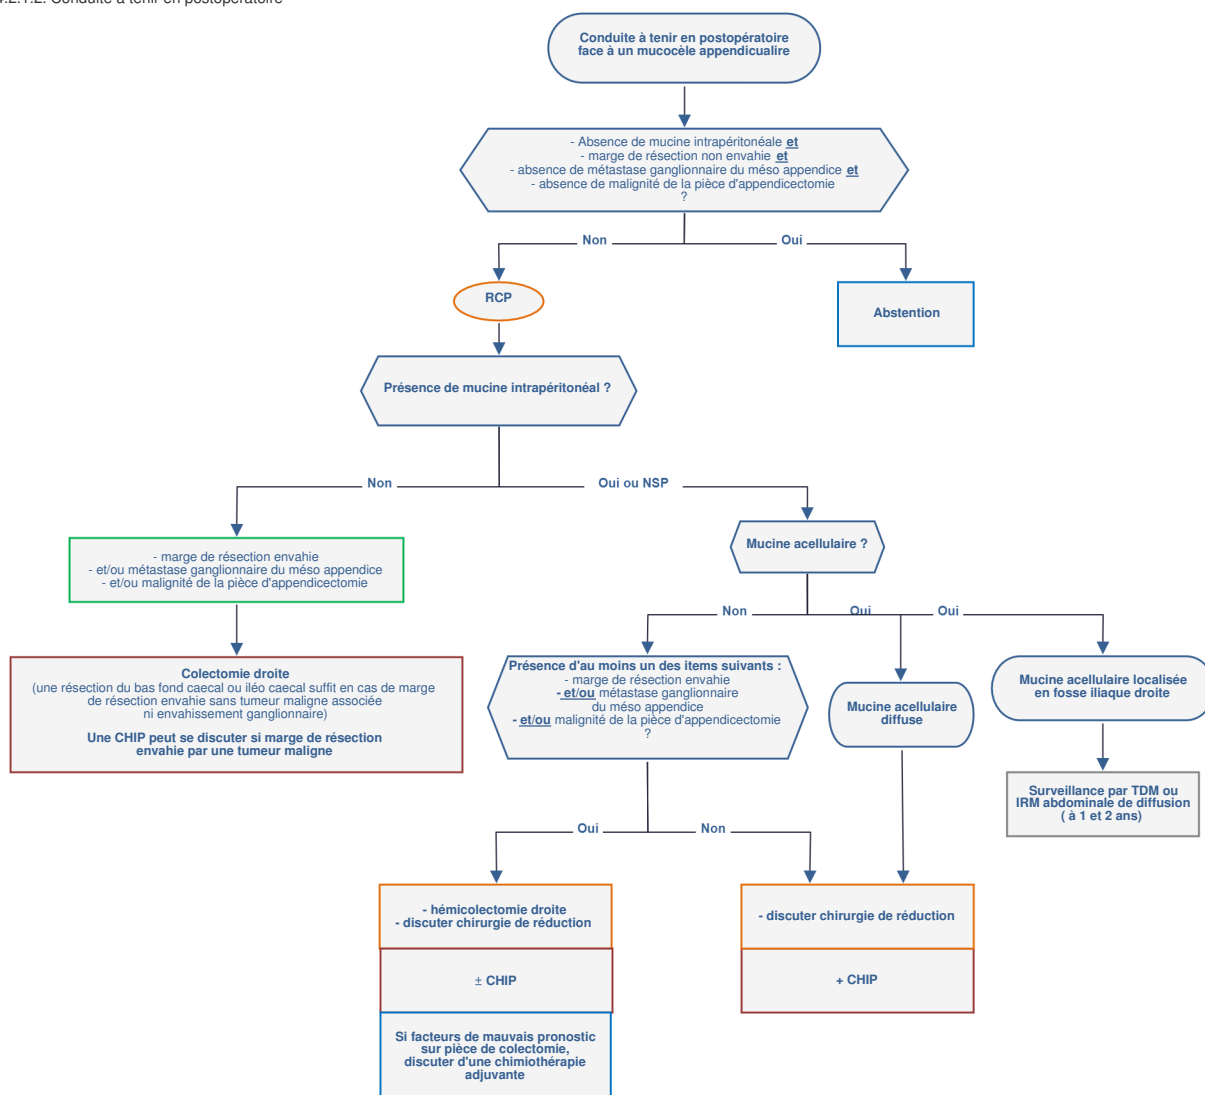 4.2.1.2. Conduite à tenir en postopératoire
Conduite à tenir en postopératoire
face à un mucocèle appendicualire
- Absence de mucine intrapéritonéale et
- marge de résection non envahie et
- absence de métastase ganglionnaire du méso appendice et
- absence de malignité de la pièce d'appendicectomie
?
Non
Oui
RCP
Abstention
Présence de mucine intrapéritonéal ?
Non
Oui ou NSP
- marge de résection envahie
- et/ou métastase ganglionnaire du méso appendice
- et/ou malignité de la pièce d'appendicectomie
Mucine acellulaire ?
Non
Oui
Oui
Colectomie droite
(une résection du bas fond caecal ou iléo caecal suffit en cas de marge
de résection envahie sans tumeur maligne associée
ni envahissement ganglionnaire)
Une CHIP peut se discuter si marge de résection
envahie par une tumeur maligne
Présence d'au moins un des items suivants :
- marge de résection envahie
- et/ou métastase ganglionnaire
du méso appendice
- et/ou malignité de la pièce d'appendicectomie
?
Mucine acellulaire
diffuse
Mucine acellulaire localisée
en fosse iliaque droite
Surveillance par TDM ou
IRM abdominale de diffusion
( à 1 et 2 ans)
Oui
Non
- hémicolectomie droite
- discuter chirurgie de réduction
- discuter chirurgie de réduction
± CHIP
+ CHIP
Si facteurs de mauvais pronostic
sur pièce de colectomie,
discuter d'une chimiothérapie
adjuvante